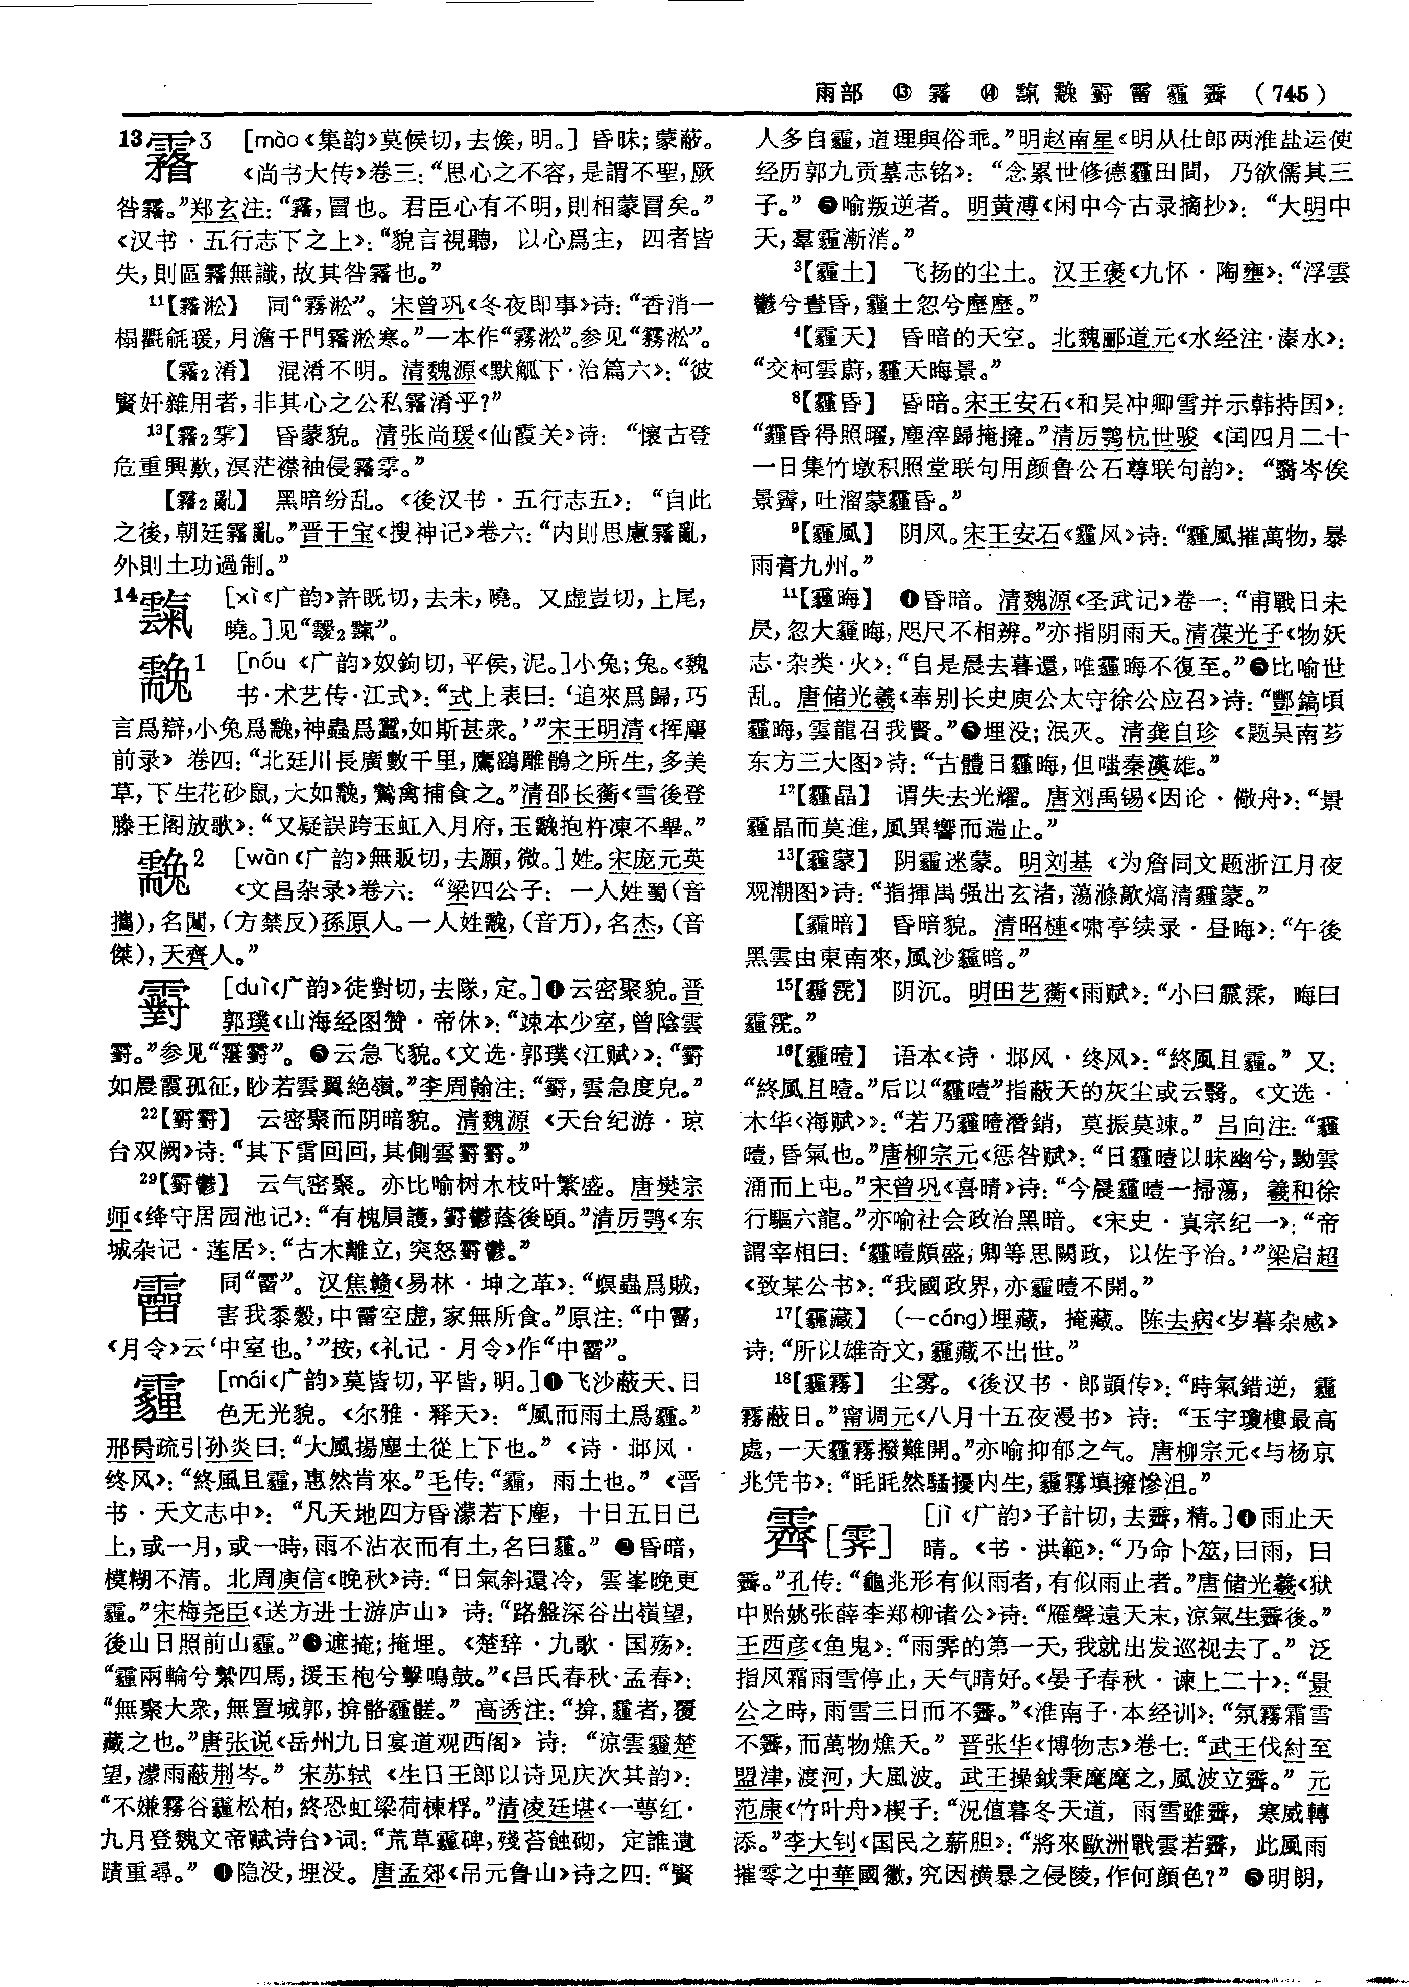 雨部 ⑬霿 ⑭䨠䨲䨴䨻霾霽 (745)
13霿3 [mào《集韵》莫候切,去候,明。] 昏昧;蒙蔽。
《尚书大传》卷三:“思心之不容,是謂不聖,厥
咎霿。”郑玄注:“霿,冒也。君臣心有不明,則相蒙冒矣。”
《汉书·五行志下之上》:“貌言視聽,以心爲主,四者皆
失,則區霿無識,故其咎霿也。”
11【霿淞】 同“霧淞”。宋曾巩《冬夜即事》诗:“香消一
榻氍毹暖,月澹千門霿淞寒。”一本作“霧淞”。参见“霧淞”。
【霿2淆】 混淆不明。清魏源《默觚下·治篇六》:“彼
賢奸雜用者,非其心之公私霿淆乎?”
13【霿2雺】 昏蒙貌。清张尚瑗《仙霞关》诗:“懷古登
危重興歎,溟茫襟袖侵霿雺。”
【霿2亂】 黑暗纷乱。《後汉书·五行志五》:“自此
之後,朝廷霿亂。”晋干宝《搜神记》卷六:“内則思慮霿亂,
外則土功過制。”
14 [xì《广韵》許既切,去未,曉。又虚豈切,上尾,
曉。]见“靉2”。
1 [nóu《广韵》奴鉤切,平侯,泥。]小兔;兔。《魏
书·术艺传·江式》:“式上表曰:‘追來爲歸,巧
言爲辯,小兔爲䨲,神蟲爲蠶,如斯甚衆。’”宋王明清《挥麈
前录》卷四:“北廷川長廣數千里,鷹鷂雕鶻之所生,多美
草,下生花砂鼠,大如䨲,鷙禽捕食之。”清邵长蘅《雪後登
滕王阁放歌》:“又疑誤跨玉虹入月府,玉䨲抱杵凍不舉。”
2 [wàn《广韵》無販切,去願,微。]姓。宋庞元英
《文昌杂录》卷六:“梁四公子:一人姓蜀(音
攜),名闖,(方禁反)孫原人。一人姓䨲,(音万),名杰,(音
傑),天齊人。”
[duì《广韵》徒對切,去隊,定。]❶云密聚貌。晋
郭璞《山海经图赞·帝休》:“竦本少室,曾陰雲
䨴。”参见“䨴”。❷云急飞貌。《文选·郭璞〈江赋〉》:“䨴
如晨霞孤征,眇若雲翼絶嶺。”李周翰注:“䨴,雲急度皃。”
22【䨴䨴】 云密聚而阴暗貌。清魏源《天台纪游·琼
台双阙》诗:“其下雷回回,其側雲䨴䨴。”
29【䨴鬱】 云气密聚。亦比喻树木枝叶繁盛。唐樊宗
师《绛守居园池记》:“有槐屓護,䨴鬱蔭後頤。”清厉鹗《东
城杂记·莲居》:“古木離立,突怒䨴鬱。”
同“霤”。汉焦赣《易林·坤之革》:“螟蟲爲賊,
害我黍穀,中霤空虚,家無所食。”原注:“中霤,
《月令》云‘中室也。’”按,《礼记·月令》作“中霤”。
霾 [mái《广韵》莫皆切,平皆,明。]❶飞沙蔽天、日
色无光貌。《尔雅·释天》:“風而雨土爲霾。”
邢昺疏引孙炎曰:“大風揚塵土從上下也。”《诗·邶风·
终风》:“終風且霾,惠然肯來。”毛传:“霾,雨土也。”《晋
书·天文志中》:“凡天地四方昏濛若下塵,十日五日已
上,或一月,或一時,雨不沾衣而有土,名曰霾。” ❷昏暗,
模糊不清。北周庾信《晚秋》诗:“日氣斜還冷,雲峯晚更
霾。”宋梅尧臣《送方进士游庐山》诗:“路盤深谷出嶺望,
後山日照前山霾。”❸遮掩;掩埋。《楚辞·九歌·国殇》:
“霾兩輪兮縶四馬,援玉枹兮擊鳴鼓。”《吕氏春秋·孟春》:
“無聚大衆,無置城郭,揜骼霾髊。”高诱注:“揜,霾者,覆
藏之也。”唐张说《岳州九日宴道观西阁》诗:“凉雲霾楚
望,濛雨蔽荆岑。”宋苏轼《生日王郎以诗见庆次其韵》:
“不嫌霧谷霾松柏,終恐虹梁荷棟桴。”清凌廷堪《一萼红·
九月登魏文帝赋诗台》词:“荒草霾碑,殘苔蝕砌,定誰遺
蹟重尋。” ❹隐没,埋没。唐孟郊《吊元鲁山》诗之四:“賢
人多自霾,道理與俗乖。”明赵南星《明从仕郎两淮盐运使
经历郭九贡墓志铭》:“念累世修德霾田間,乃欲儒其三
子。” ❺喻叛逆者。明黄溥《闲中今古录摘抄》:“大明中
天,羣霾漸消。”
3【霾土】 飞扬的尘土。汉王褒《九怀·陶壅》:“浮雲
鬱兮晝昏,霾土忽兮塺塺。”
4【霾天】 昏暗的天空。北魏郦道元《水经注·溱水》:
“交柯雲蔚,霾天晦景。”
8【霾昏】 昏暗。宋王安石《和吴冲卿雪并示韩持国》:
“霾昏得照曜,塵滓歸掩擁。”清厉鹗杭世骏《闰四月二十
一日集竹墩积照堂联句用颜鲁公石尊联句韵》:“翳岑俟
景霽,吐溜蒙霾昏。”
9【霾風】 阴风。宋王安石《霾风》诗:“霾風摧萬物,暴
雨膏九州。”
11【霾晦】 ❶昏暗。清魏源《圣武记》卷一:“甫戰日未
昃,忽大霾晦,咫尺不相辨。”亦指阴雨天。清葆光子《物妖
志·杂类·火》:“自是晨去暮還,唯霾晦不復至。”❷比喻世
乱。唐储光羲《奉别长史庾公太守徐公应召》诗:“酆鎬頃
霾晦,雲龍召我賢。”❸埋没;泯灭。清龚自珍《题吴南芗
东方三大图》诗:“古體日霾晦,但嗤秦漢雄。”
12【霾晶】 谓失去光耀。唐刘禹锡《因论·儆舟》:“景
霾晶而莫進,風異響而遄止。”
13【霾蒙】 阴霾迷蒙。明刘基《为詹同文题浙江月夜
观潮图》诗:“指揮禺强出玄渚,蕩滌歊熇清霾蒙。”
【霾暗】 昏暗貌。清昭梿《啸亭续录·昼晦》:“午後
黑雲由東南來,風沙霾暗。”
15【霾霃】 阴沉。明田艺蘅《雨赋》:“小曰霡霂,晦曰
霾霃。”
16【霾曀】 语本《诗·邶风·终风》:“終風且霾。”又:
“終風且曀。”后以“霾曀”指蔽天的灰尘或云翳。《文选·
木华〈海赋〉》:“若乃霾曀潛銷,莫振莫竦。”吕向注:“霾
曀,昏氣也。”唐柳宗元《惩咎赋》:“日霾曀以昧幽兮,黝雲
涌而上屯。”宋曾巩《喜晴》诗:“今晨霾曀一掃蕩,羲和徐
行驅六龍。”亦喻社会政治黑暗。《宋史·真宗纪一》:“帝
謂宰相曰:‘霾曀頗盛,卿等思闕政,以佐予治。’”梁启超
《致某公书》:“我國政界,亦霾曀不開。”
17【霾藏】 (—cáng)埋藏,掩藏。陈去病《岁暮杂感》
诗:“所以雄奇文,霾藏不出世。”
18【霾霧】 尘雾。《後汉书·郎顗传》:“時氣錯逆,霾
霧蔽日。”甯调元《八月十五夜漫书》诗:“玉宇瓊樓最高
處,一天霾霧撥難開。”亦喻抑郁之气。唐柳宗元《与杨京
兆凭书》:“眊眊然騷擾内生,霾霧填擁慘沮。”
霽[霁] [jì《广韵》子計切,去霽,精。]❶雨止天
晴。《书·洪範》:“乃命卜筮,曰雨,曰
霽。”孔传:“龜兆形有似雨者,有似雨止者。”唐储光羲《狱
中贻姚张薛李郑柳诸公》诗:“雁聲遠天末,凉氣生霽後。”
王西彦《鱼鬼》:“雨霁的第一天,我就出发巡视去了。”泛
指风霜雨雪停止,天气晴好。《晏子春秋·谏上二十》:“景
公之時,雨雪三日而不霽。”《淮南子·本经训》:“氛霧霜雪
不霽,而萬物燋夭。”晋张华《博物志》卷七:“武王伐紂至
盟津,渡河,大風波。武王操鉞秉麾麾之,風波立霽。”元
范康《竹叶舟》楔子:“況值暮冬天道,雨雪雖霽,寒威轉
添。”李大钊《国民之薪胆》:“將來歐洲戰雲若霽,此風雨
摧零之中華國徽,究因横暴之侵陵,作何顔色?” ❷明朗,